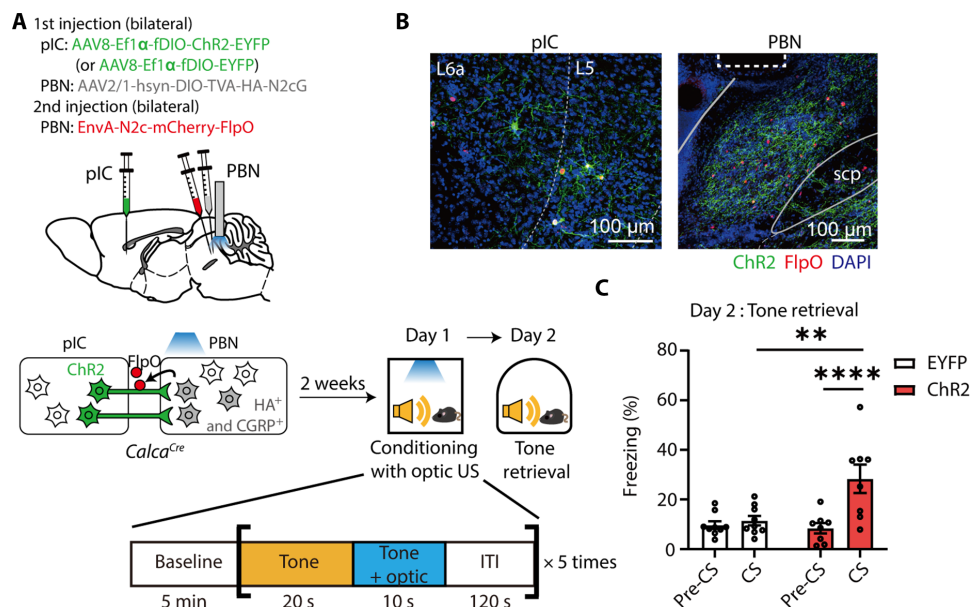 A
1st injection (bilateral)
pIC: AAV8-Ef1α-fDIO-ChR2-EYFP
(or AAV8-Ef1α-fDIO-EYFP)
PBN: AAV2/1-hsyn-DIO-TVA-HA-N2cG
2nd injection (bilateral)
PBN: EnvA-N2c-mCherry-FlpO
pIC
PBN
pIC
FlpO
PBN
ChR2
HA+
and CGRP+
CalcaCre
2 weeks
Day 1
Day 2
Conditioning
with optic US
Tone
retrieval
Baseline
Tone
Tone
+ optic
ITI
× 5 times
5 min
20 s
10 s
120 s
B
pIC
PBN
L6a
L5
scp
100 μm
100 μm
ChR2 FlpO DAPI
C
Day 2 : Tone retrieval
**
****
EYFP
ChR2
Freezing (%)
80
60
40
20
0
Pre-CS
CS
Pre-CS
CS